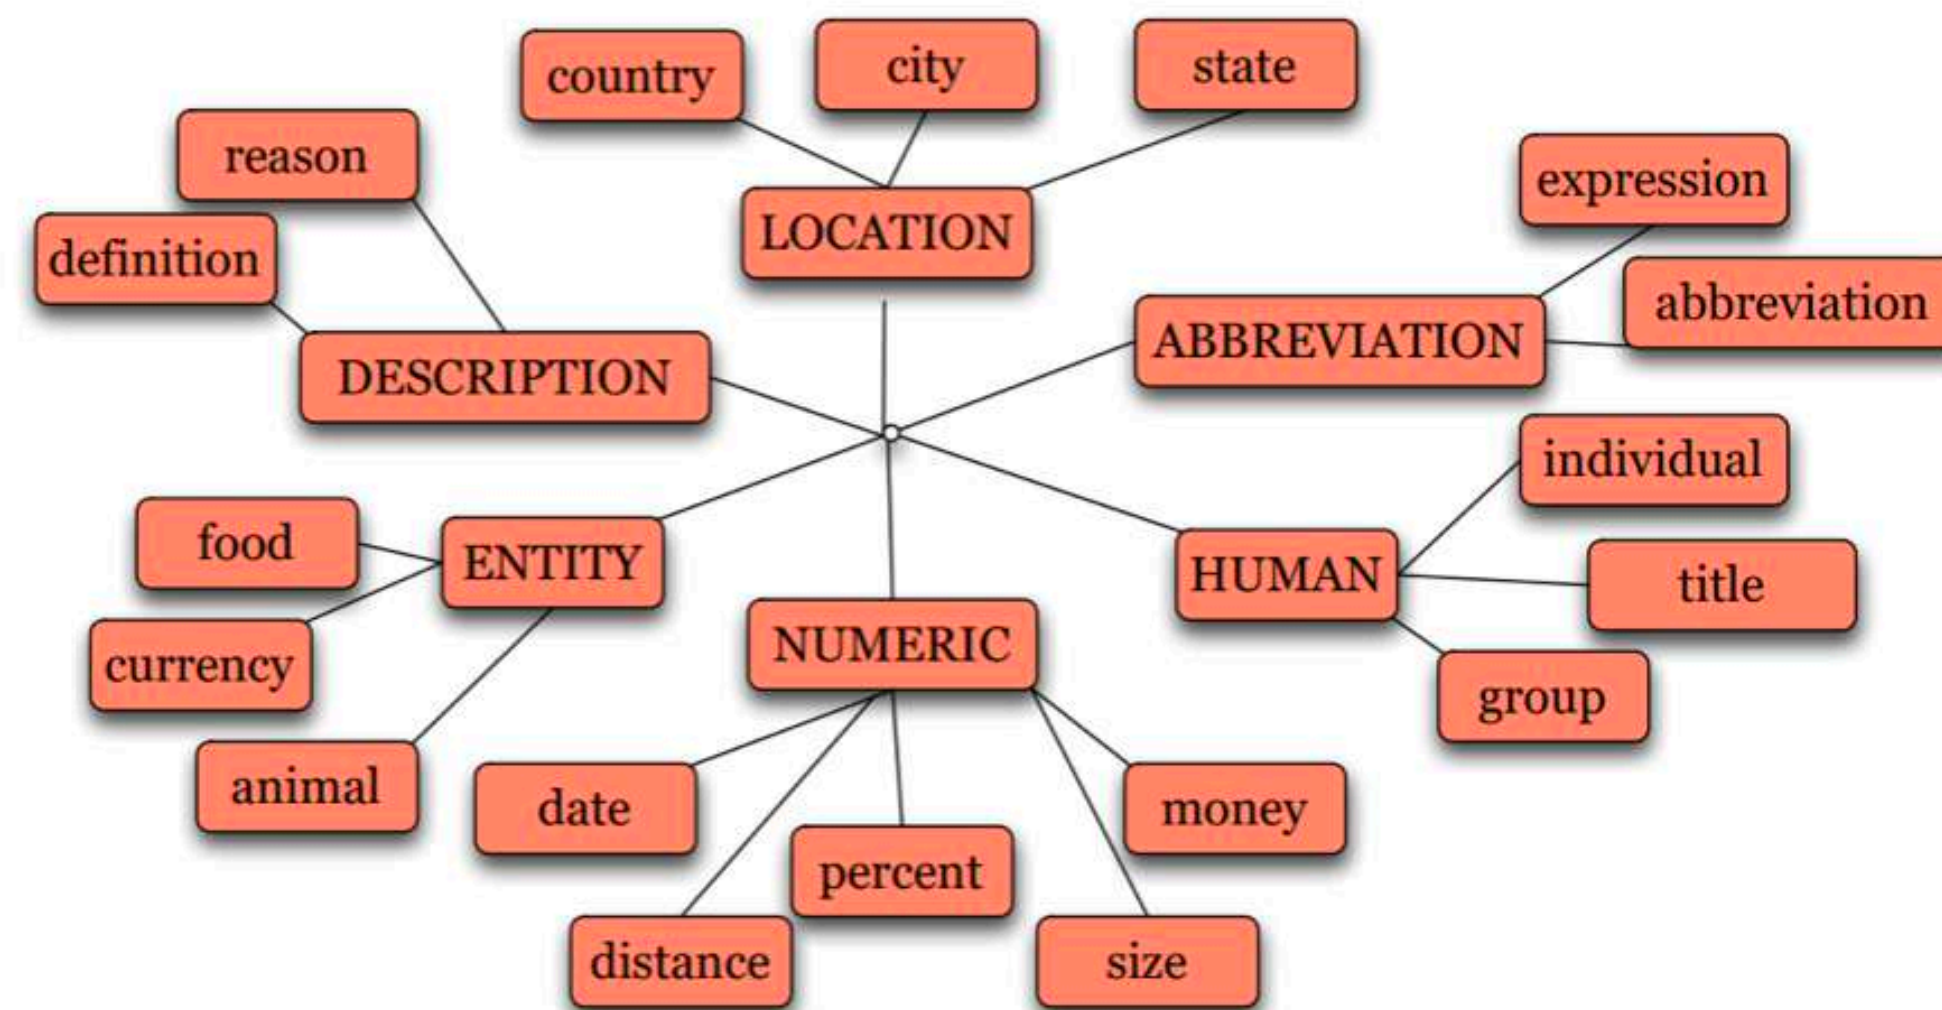 country
city
state
reason
expression
definition
LOCATION
abbreviation
ABBREVIATION
DESCRIPTION
individual
food
ENTITY
HUMAN
title
currency
NUMERIC
group
animal
date
money
percent
distance
size